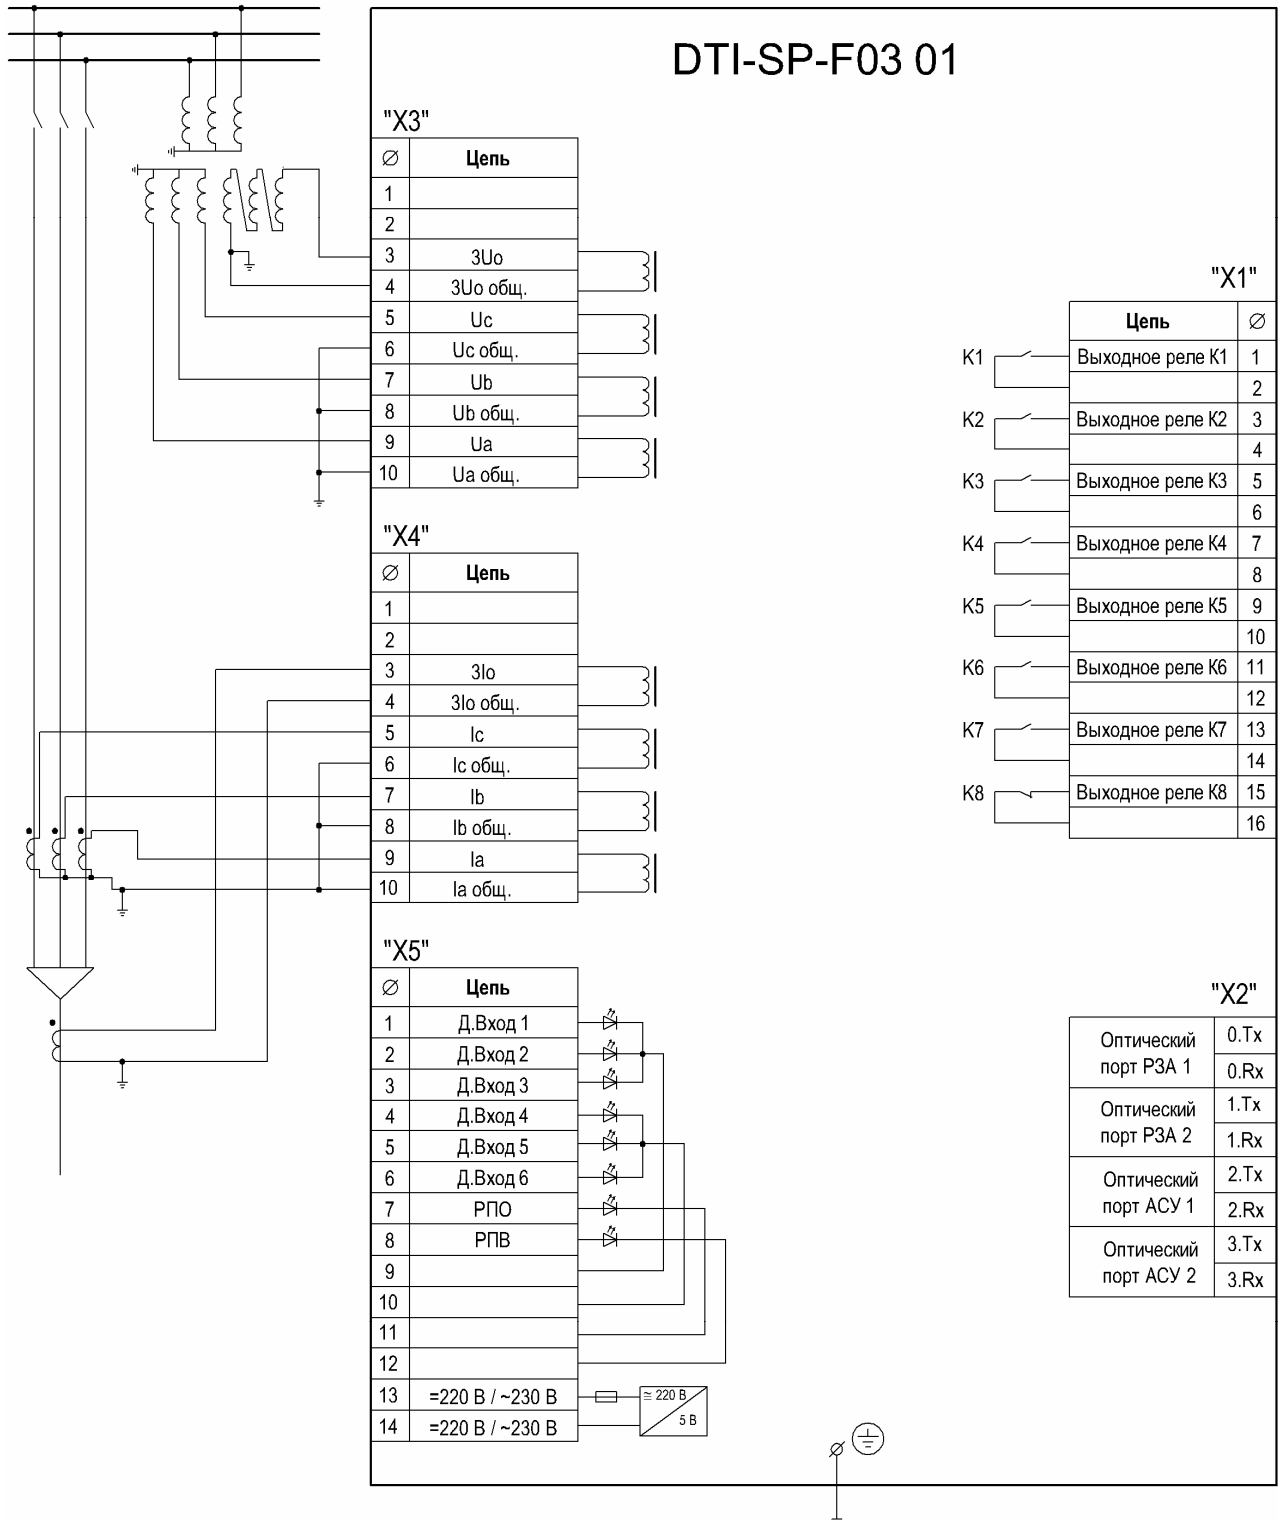 DTI-SP-F03 01
"X3"
Ø Цепь
1
2
3 3Uo
4 3Uo общ.
5 Uc
6 Uc общ.
7 Ub
8 Ub общ.
9 Ua
10 Ua общ.
"X4"
Ø Цепь
1
2
3 3Io
4 3Io общ.
5 Ic
6 Ic общ.
7 Ib
8 Ib общ.
9 Ia
10 Ia общ.
"X5"
Ø Цепь
1 Д.Вход 1
2 Д.Вход 2
3 Д.Вход 3
4 Д.Вход 4
5 Д.Вход 5
6 Д.Вход 6
7 РПО
8 РПВ
9
10
11
12
13 =220 В / ~230 В
14 =220 В / ~230 В
≃ 220 В
5 В
"X1"
Цепь Ø
K1 Выходное реле К1 1
2
K2 Выходное реле К2 3
4
K3 Выходное реле К3 5
6
K4 Выходное реле К4 7
8
K5 Выходное реле К5 9
10
K6 Выходное реле К6 11
12
K7 Выходное реле К7 13
14
K8 Выходное реле К8 15
16
"X2"
Оптический
порт РЗА 1
0.Tx
0.Rx
Оптический
порт РЗА 2
1.Tx
1.Rx
Оптический
порт АСУ 1
2.Tx
2.Rx
Оптический
порт АСУ 2
3.Tx
3.Rx